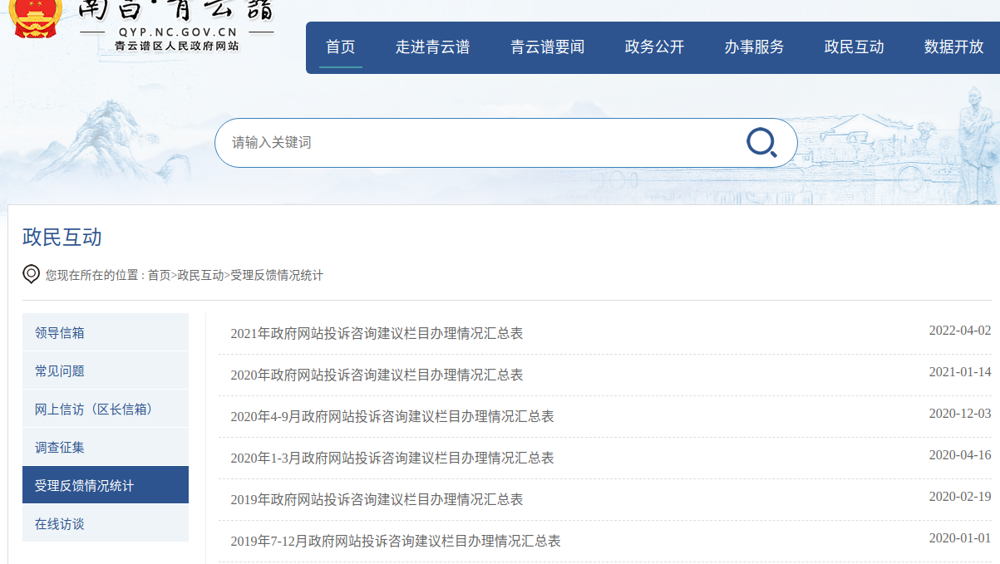 南昌·青云谱
QYP.NC.GOV.CN
青云谱区人民政府网站
首页 走进青云谱 青云谱要闻 政务公开 办事服务 政民互动 数据开放
请输入关键词
政民互动
您现在所在的位置 : 首页>政民互动>受理反馈情况统计
领导信箱
常见问题
网上信访（区长信箱）
调查征集
受理反馈情况统计
在线访谈
2021年政府网站投诉咨询建议栏目办理情况汇总表 2022-04-02
2020年政府网站投诉咨询建议栏目办理情况汇总表 2021-01-14
2020年4-9月政府网站投诉咨询建议栏目办理情况汇总表 2020-12-03
2020年1-3月政府网站投诉咨询建议栏目办理情况汇总表 2020-04-16
2019年政府网站投诉咨询建议栏目办理情况汇总表 2020-02-19
2019年7-12月政府网站投诉咨询建议栏目办理情况汇总表 2020-01-01